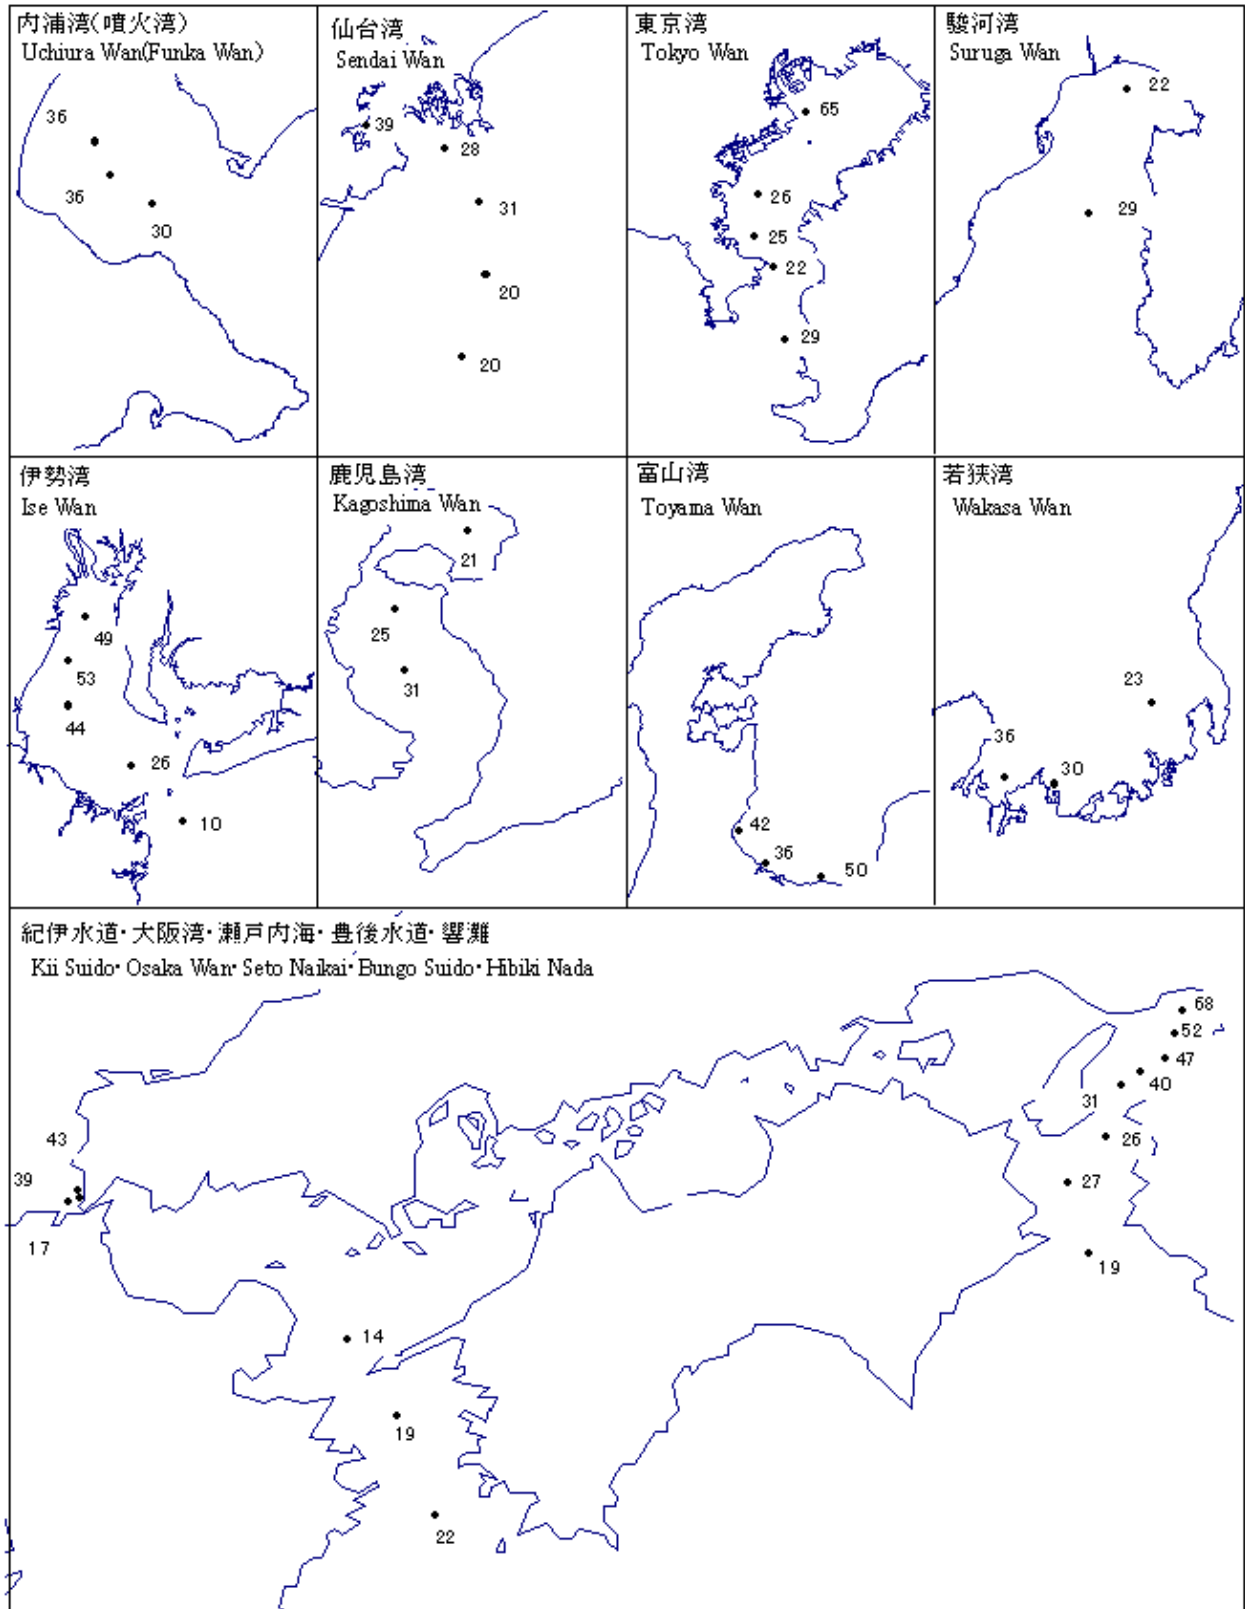 内浦湾(噴火湾)
Uchiura Wan(Funka Wan)
36
36
30
仙台湾
Sendai Wan
39
28
31
20
20
東京湾
Tokyo Wan
65
26
25
22
29
駿河湾
Suruga Wan
22
29
伊勢湾
Ise Wan
49
53
44
26
10
鹿児島湾
Kagoshima Wan
21
25
31
富山湾
Toyama Wan
42
36
50
若狭湾
Wakasa Wan
23
36
30
紀伊水道・大阪湾・瀬戸内海・豊後水道・響灘
Kii Suido・Osaka Wan・Seto Naikai・Bungo Suido・Hibiki Nada
68
52
47
40
31
43
26
39
27
17
19
14
19
22